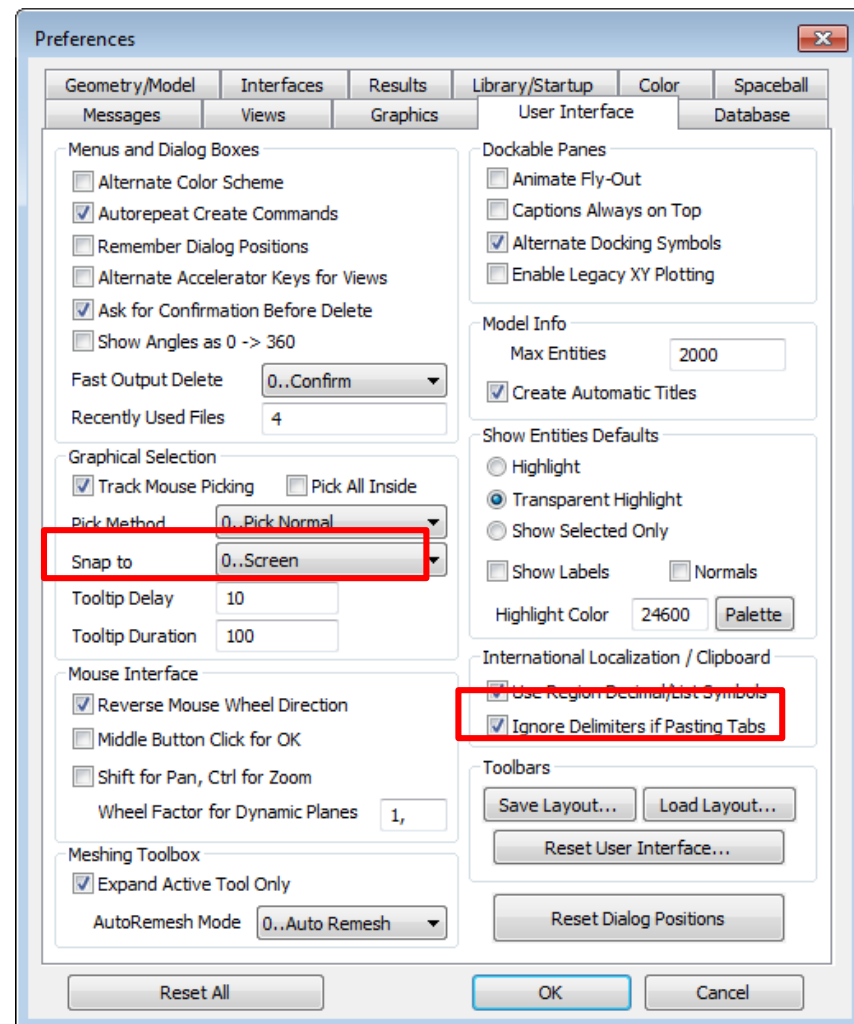 Preferences
Geometry/Model Interfaces Results Library/Startup Color Spaceball
Messages Views Graphics User Interface Database
Menus and Dialog Boxes
Alternate Color Scheme
Autorepeat Create Commands
Remember Dialog Positions
Alternate Accelerator Keys for Views
Ask for Confirmation Before Delete
Show Angles as 0 -> 360
Fast Output Delete 0..Confirm
Recently Used Files 4
Graphical Selection
Track Mouse Picking Pick All Inside
Pick Method 0..Pick Normal
Snap to 0..Screen
Tooltip Delay 10
Tooltip Duration 100
Mouse Interface
Reverse Mouse Wheel Direction
Middle Button Click for OK
Shift for Pan, Ctrl for Zoom
Wheel Factor for Dynamic Planes 1,
Meshing Toolbox
Expand Active Tool Only
AutoRemesh Mode 0..Auto Remesh
Dockable Panes
Animate Fly-Out
Captions Always on Top
Alternate Docking Symbols
Enable Legacy XY Plotting
Model Info
Max Entities 2000
Create Automatic Titles
Show Entities Defaults
Highlight
Transparent Highlight
Show Selected Only
Show Labels Normals
Highlight Color 24600 Palette
International Localization / Clipboard
Use Region Decimal/List Symbols
Ignore Delimiters if Pasting Tabs
Toolbars
Save Layout... Load Layout...
Reset User Interface...
Reset Dialog Positions
Reset All OK Cancel